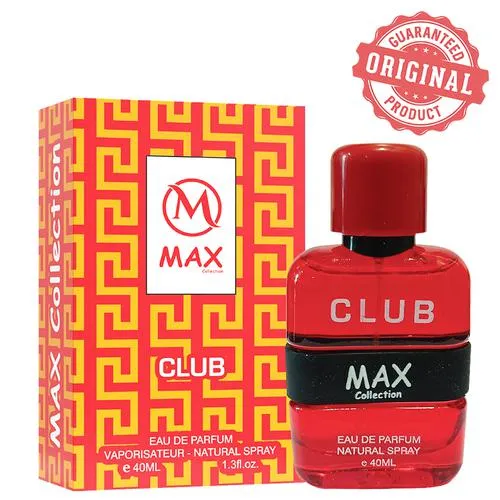 GUARANTEED
ORIGINAL
PRODUCT
MAX Collection
M
MAX
Collection
CLUB
EAU DE PARFUM
VAPORISATEUR - NATURAL SPRAY
e 40ML 1.3fl.oz.
CLUB
MAX
Collection
EAU DE PARFUM
NATURAL SPRAY
e 40ML